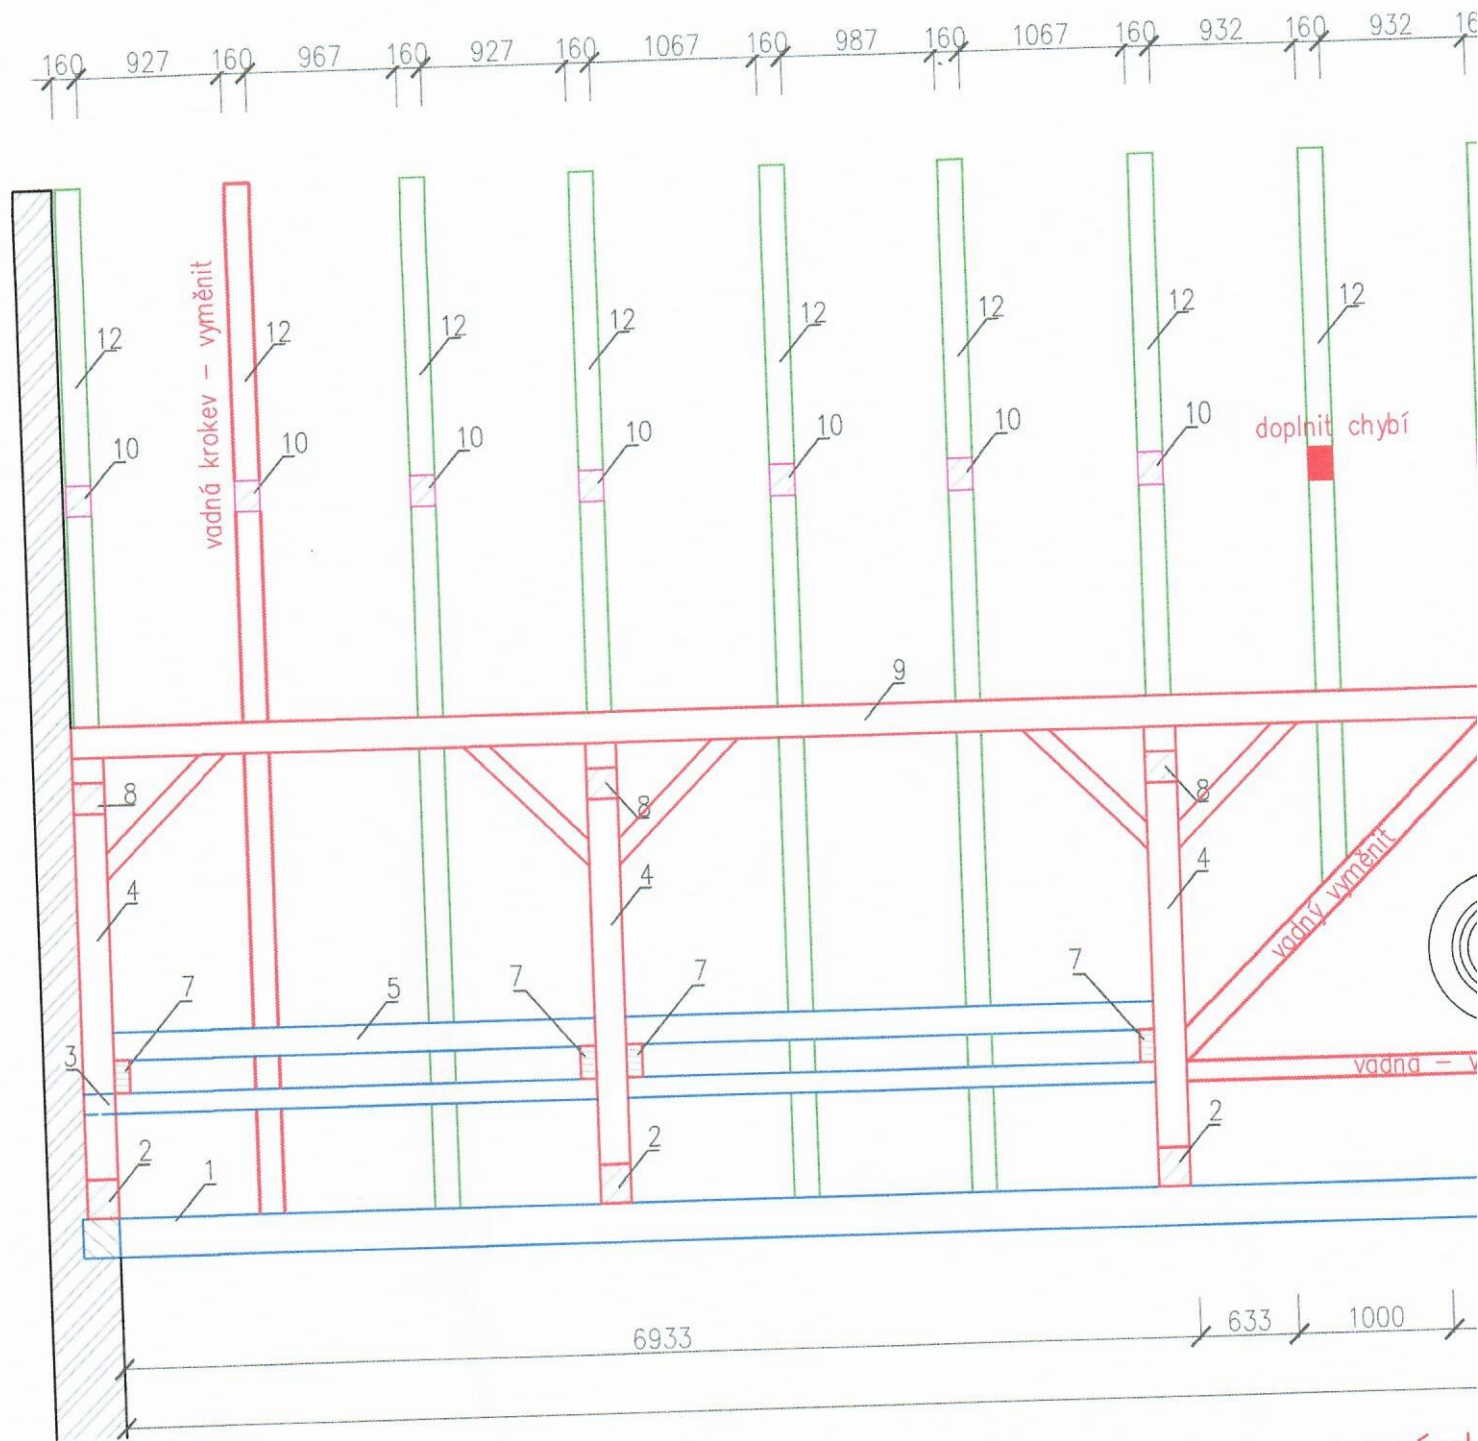 160 927 160 967 160 927 160 1067 160 987 160 1067 160 932 160 932
12 12 12 12 12 12 12 12
vadná krokev – vyměnit
10 10 10 10 10 10 10
doplnit chybí
9
8 8 8
4 4 4
vadný vyměnit
7 5 7 7 7
3
vadna –
2 2 2
1
6933 633 1000